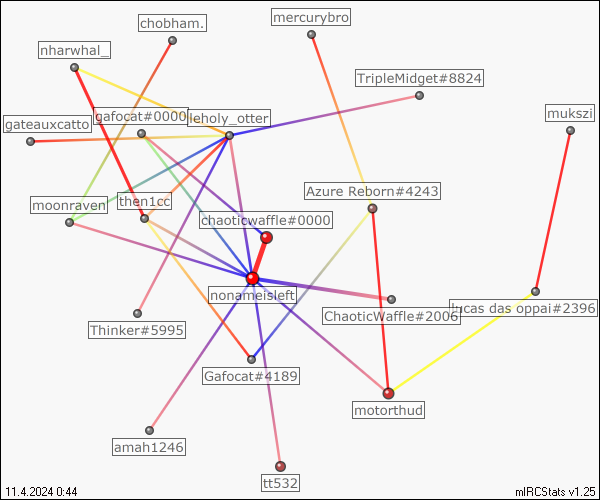 mercurybro
chobham.
nharwhal_
TripleMidget#8824
mukszi
gateauxcatto
gafocat#0000
leholy_otter
Azure Reborn#4243
moonraven
then1cc
chaoticwaffle#0000
nonameisleft
ChaoticWaffle#2006
lucas das oppai#2396
Thinker#5995
Gafocat#4189
motorthud
amah1246
tt532
11.4.2024 0:44
mIRCStats v1.25